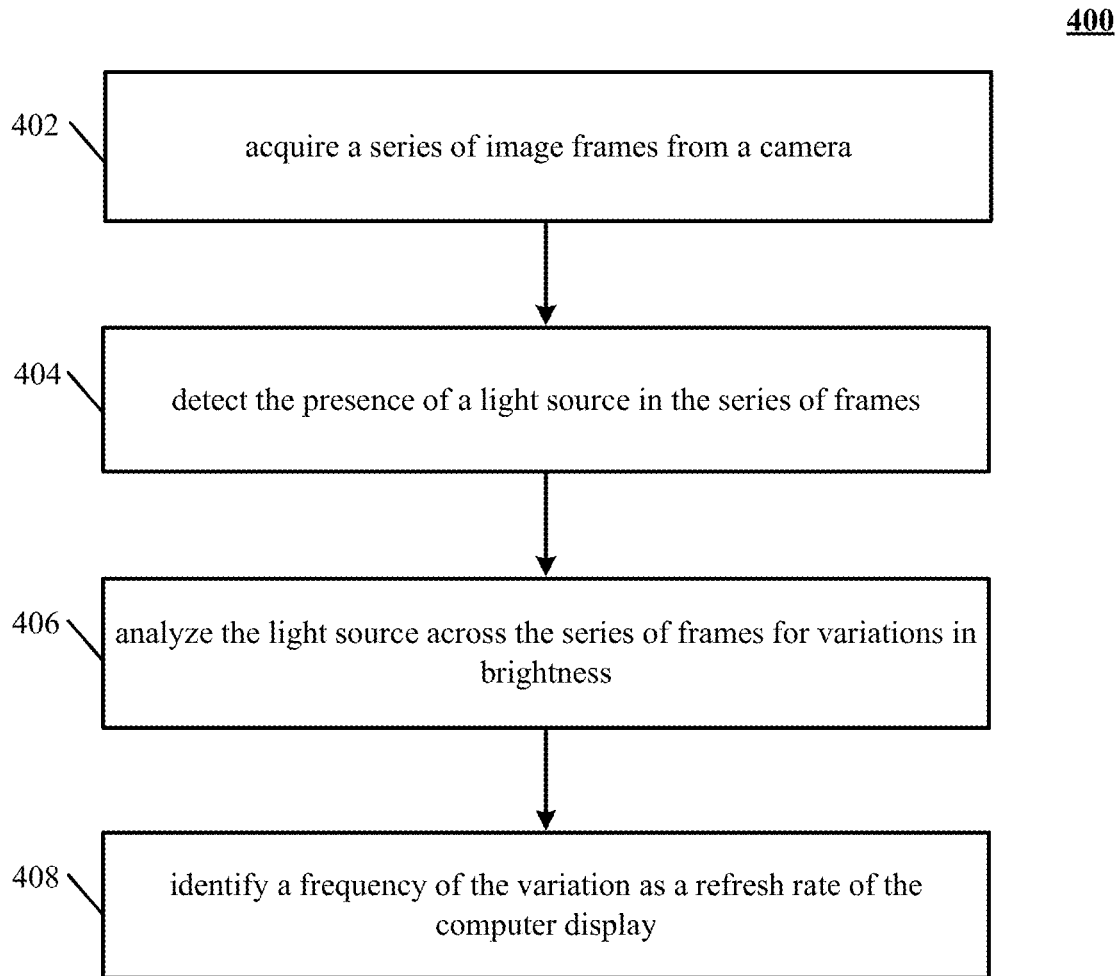 400
402
acquire a series of image frames from a camera
404
detect the presence of a light source in the series of frames
406
analyze the light source across the series of frames for variations in
brightness
408
identify a frequency of the variation as a refresh rate of the
computer display